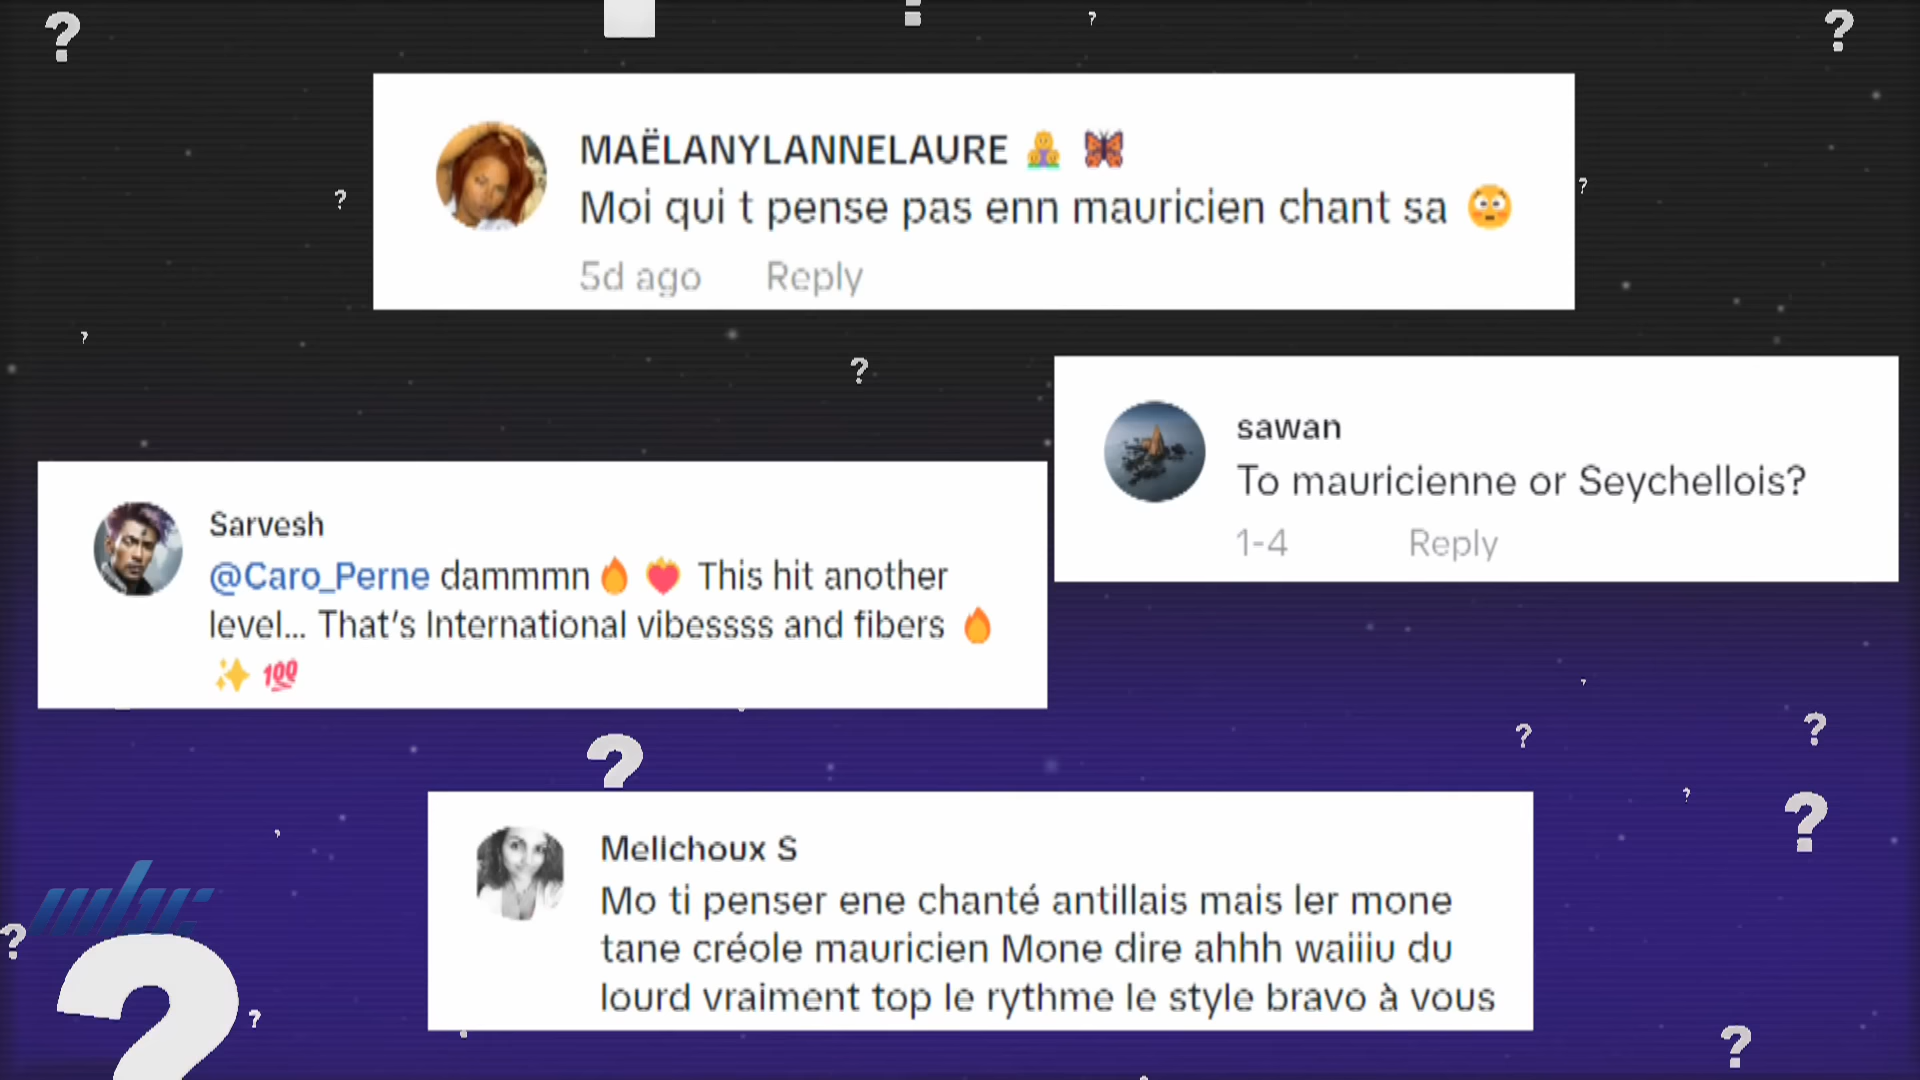 MAËLANYLANNELAURE
Moi qui t pense pas enn mauricien chant sa 😳
5d ago Reply
sawan
To mauricienne or Seychellois?
1-4 Reply
Sarvesh
@Caro_Perne dammmn🔥 ❤️‍🔥 This hit another
level... That's International vibessss and fibers 🔥
✨ 💯
Melichoux S
Mo ti penser ene chanté antillais mais ler mone
tane créole mauricien Mone dire ahhh waiiiu du
lourd vraiment top le rythme le style bravo à vous
mbc